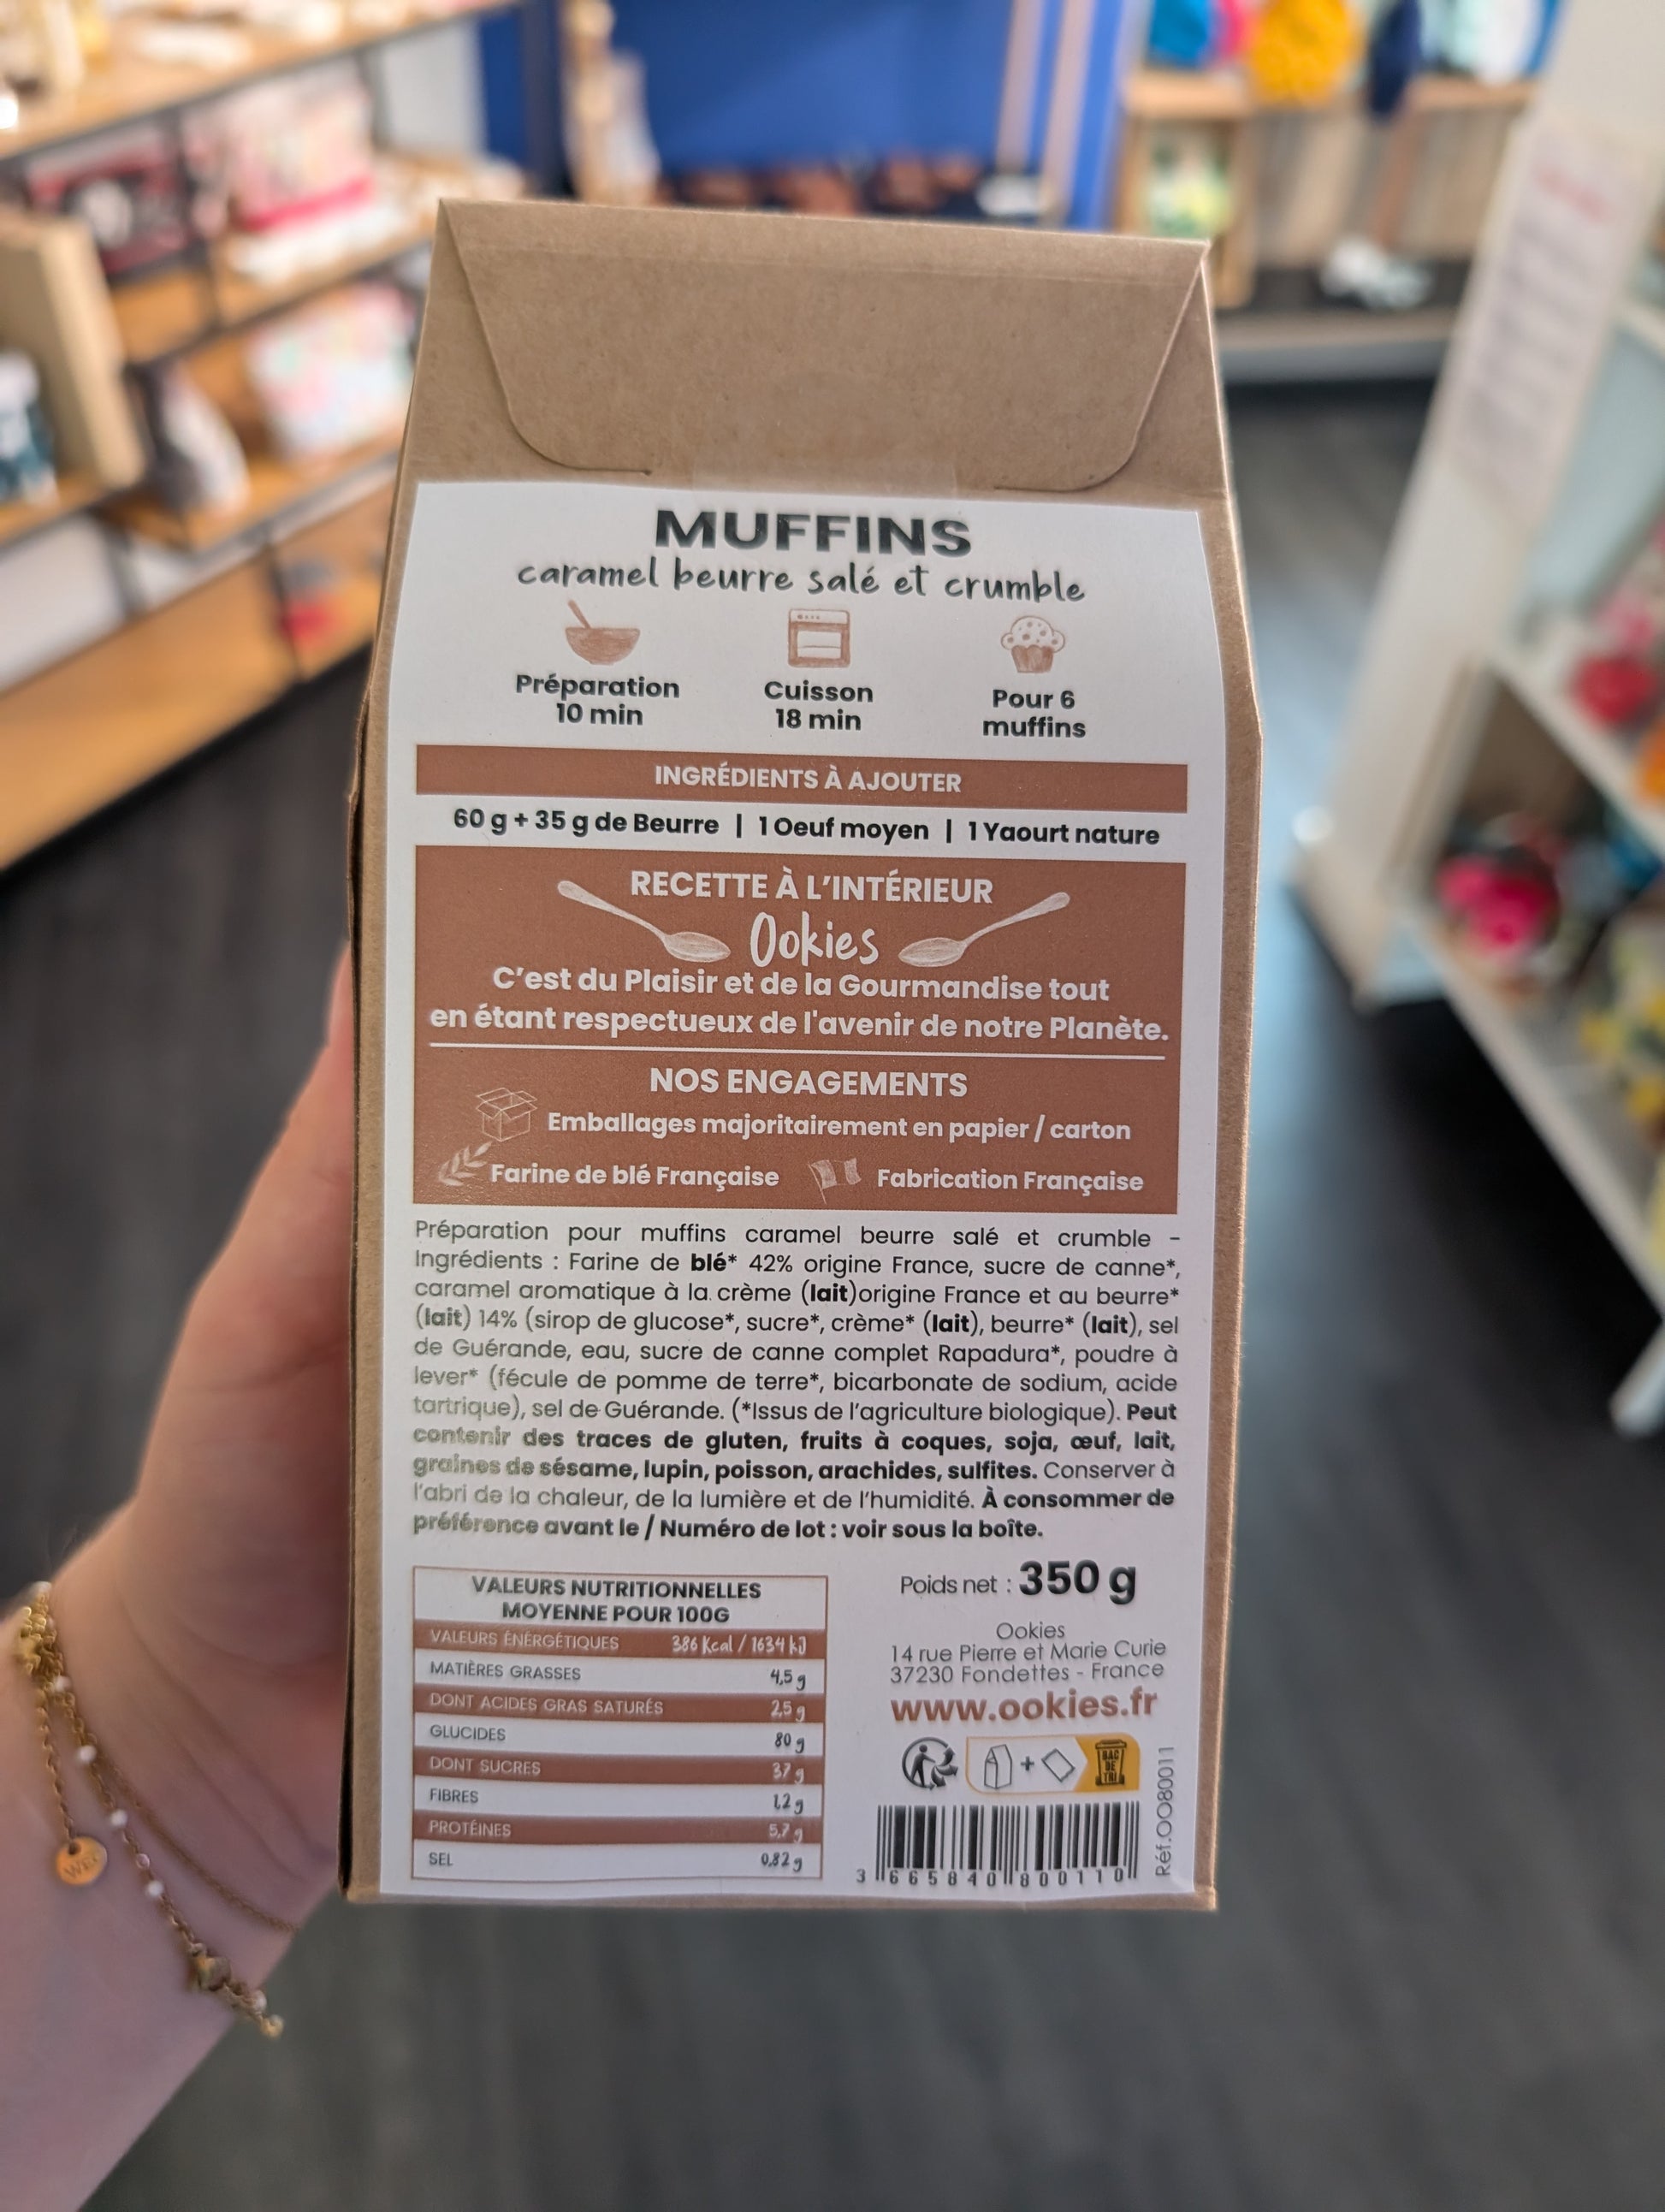 MUFFINS
caramel beurre salé et crumble
Préparation
10 min
Cuisson
18 min
Pour 6
muffins
INGRÉDIENTS À AJOUTER
60 g + 35 g de Beurre | 1 Oeuf moyen | 1 Yaourt nature
RECETTE À L'INTÉRIEUR
Ookies
C'est du Plaisir et de la Gourmandise tout
en étant respectueux de l'avenir de notre Planète.
NOS ENGAGEMENTS
Emballages majoritairement en papier / carton
Farine de blé Française
Fabrication Française
Préparation pour muffins caramel beurre salé et crumble -
Ingrédients : Farine de blé* 42% origine France, sucre de canne*,
caramel aromatique à la crème (lait)origine France et au beurre*
(lait) 14% (sirop de glucose*, sucre*, crème* (lait), beurre* (lait), sel
de Guérande, eau, sucre de canne complet Rapadura*, poudre à
lever* (fécule de pomme de terre*, bicarbonate de sodium, acide
tartrique), sel de Guérande. (*Issus de l'agriculture biologique). Peut
contenir des traces de gluten, fruits à coques, soja, œuf, lait,
graines de sésame, lupin, poisson, arachides, sulfites. Conserver à
l'abri de la chaleur, de la lumière et de l'humidité. À consommer de
préférence avant le / Numéro de lot : voir sous la boîte.
VALEURS NUTRITIONNELLES
MOYENNE POUR 100G
VALEURS ÉNÉRGÉTIQUES 386 Kcal / 1634 kJ
MATIÈRES GRASSES 4,5 g
DONT ACIDES GRAS SATURÉS 2,5 g
GLUCIDES 80 g
DONT SUCRES 37 g
FIBRES 1,2 g
PROTÉINES 5,7 g
SEL 0,82 g
Poids net : 350 g
Ookies
14 rue Pierre et Marie Curie
37230 Fondettes - France
www.ookies.fr
BAC
DE
TRI
Réf.OO80011
3 665840 800110
WE